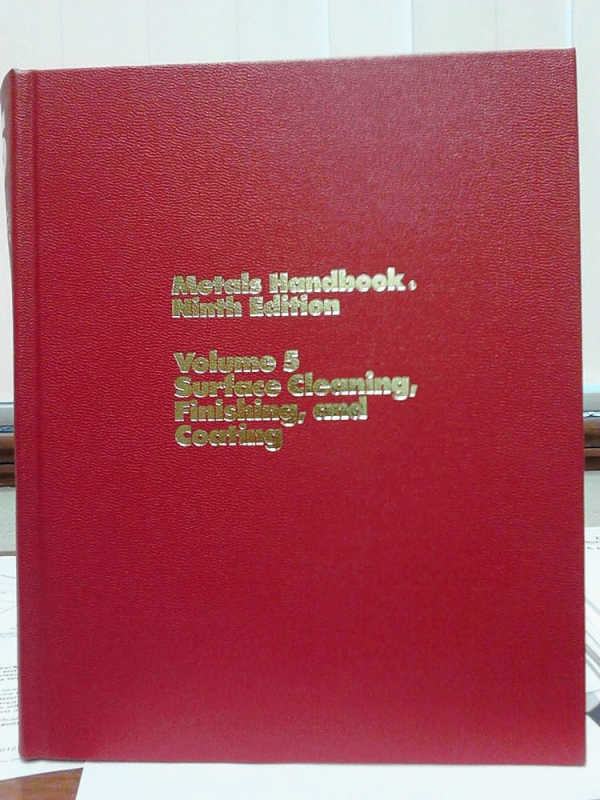 Metals Handbook®
Ninth Edition
Volume 5
Surface Cleaning,
Finishing, and
Coating